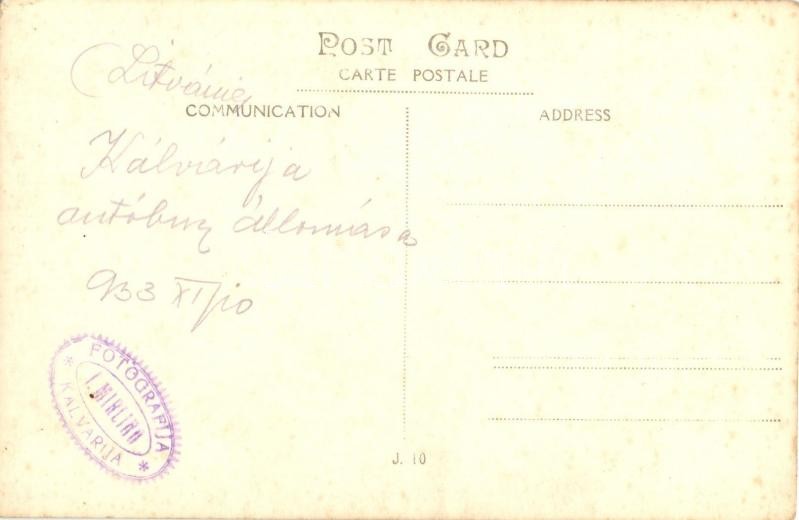 POST CARD
CARTE POSTALE
(Litvánia
COMMUNICATION
ADDRESS
Kálvárija
autóbusz állomása
933 XI/10
FOTOGRAFIJA
KALVARIJA
J. 10